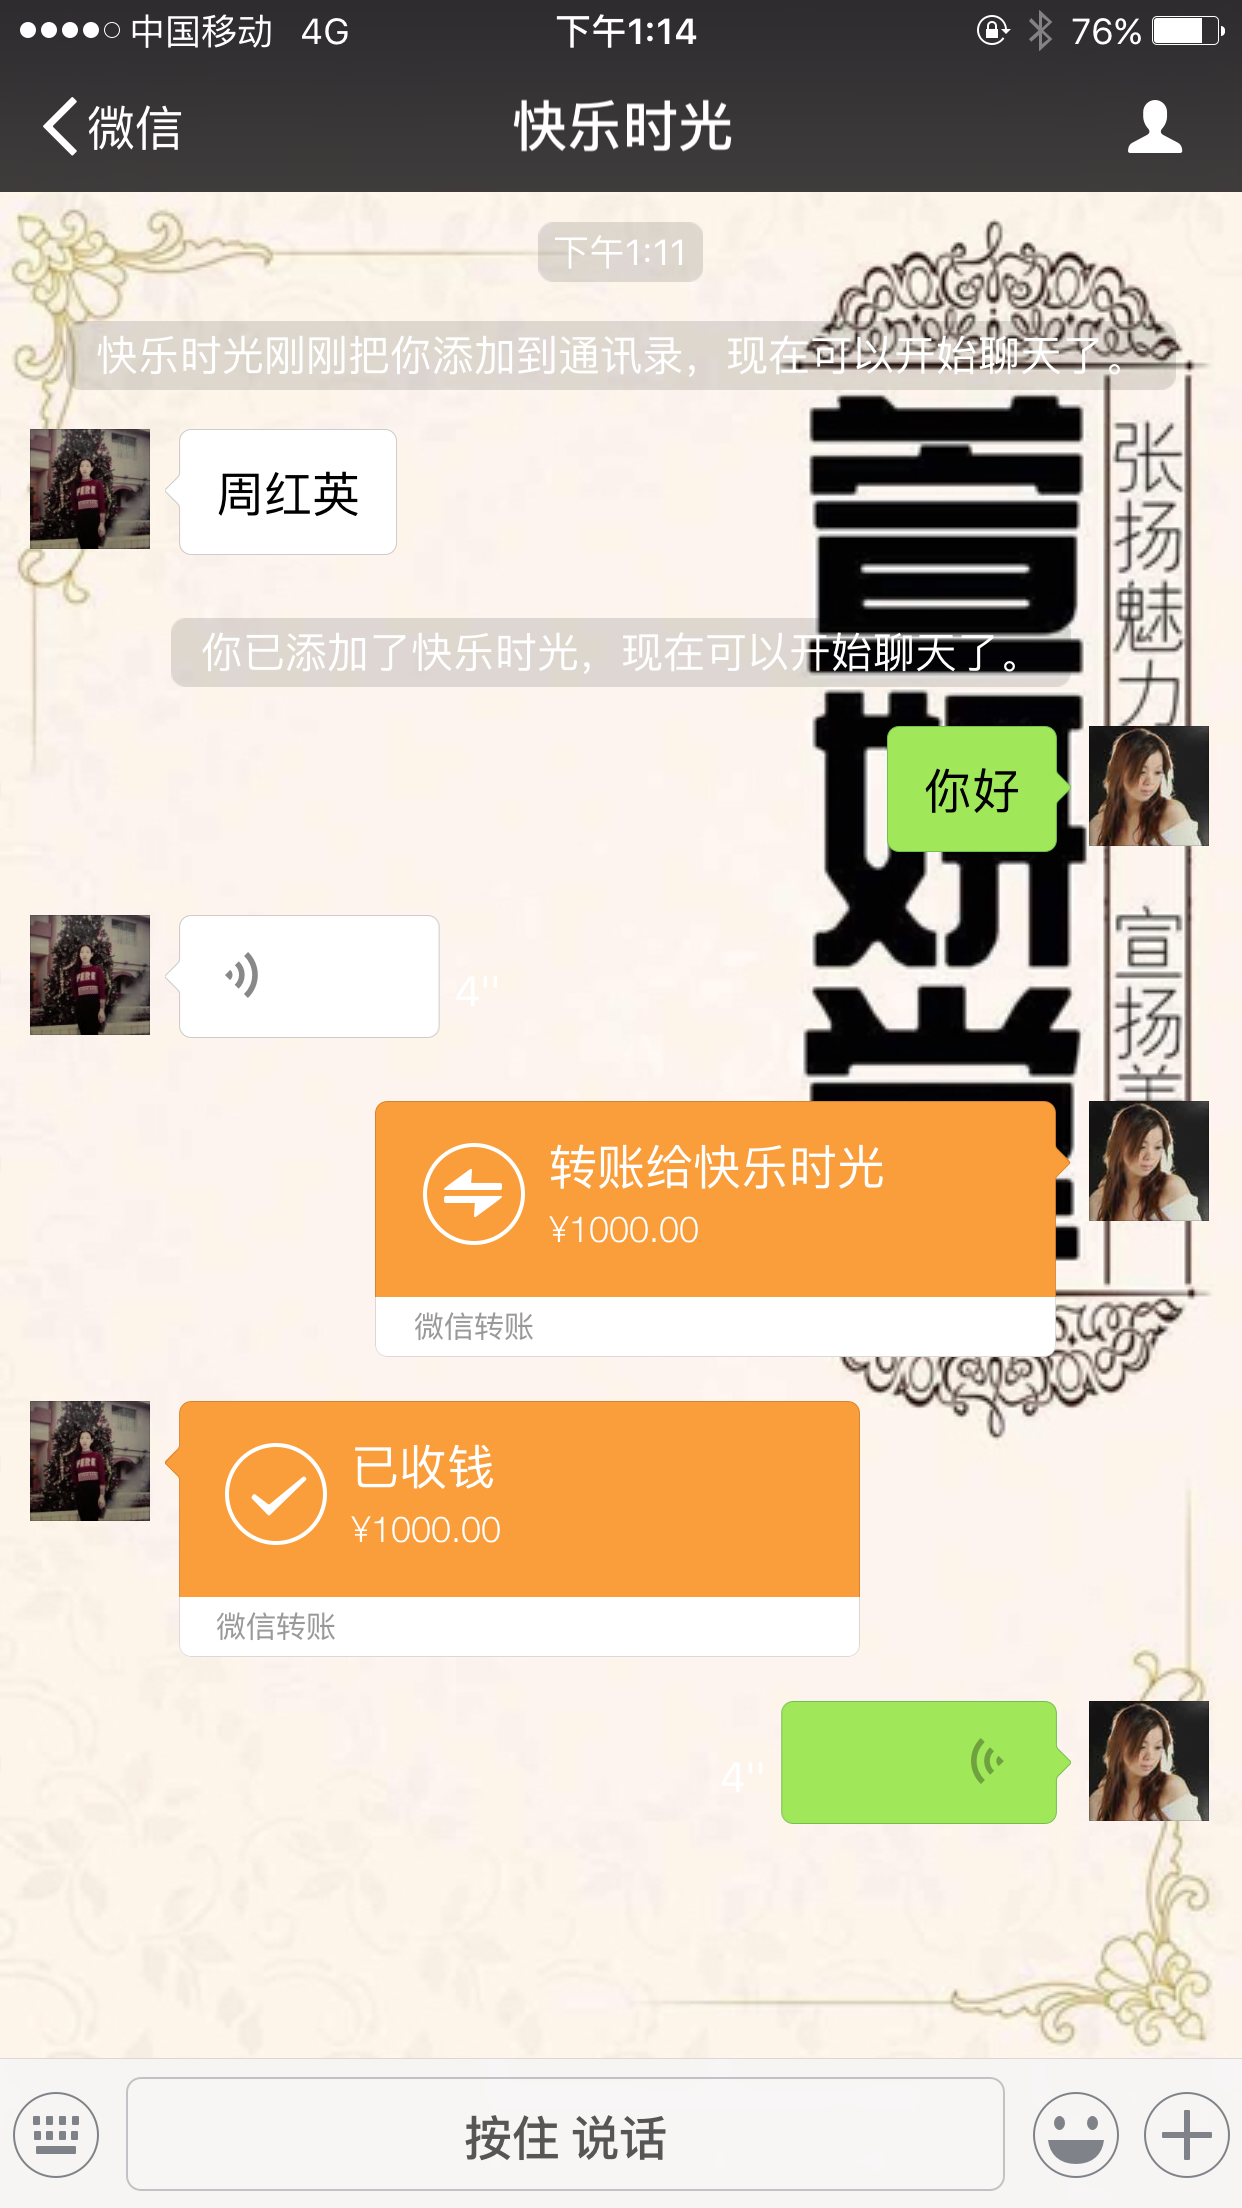 中国移动 4G 下午1:14 76%
微信 快乐时光
下午1:11
快乐时光刚刚把你添加到通讯录，现在可以开始聊天了。
周红英
你已添加了快乐时光，现在可以开始聊天了。
你好
4"
转账给快乐时光
¥1000.00
微信转账
已收钱
¥1000.00
微信转账
4"
按住 说话
张扬魅力
宣扬美